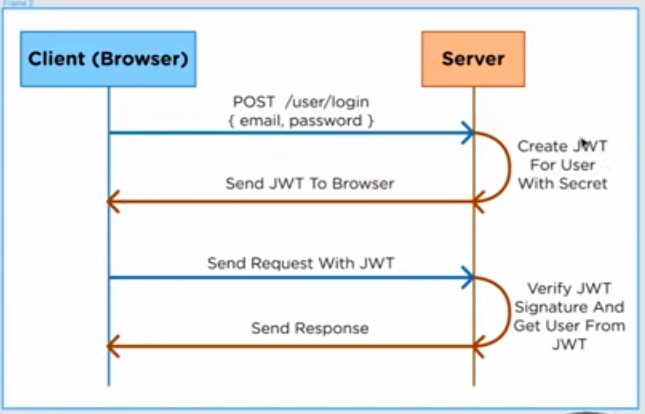 Frame 2
Client (Browser)
Server
POST /user/login
{ email, password }
Create JWT
For User
With Secret
Send JWT To Browser
Send Request With JWT
Verify JWT
Signature And
Get User From
JWT
Send Response